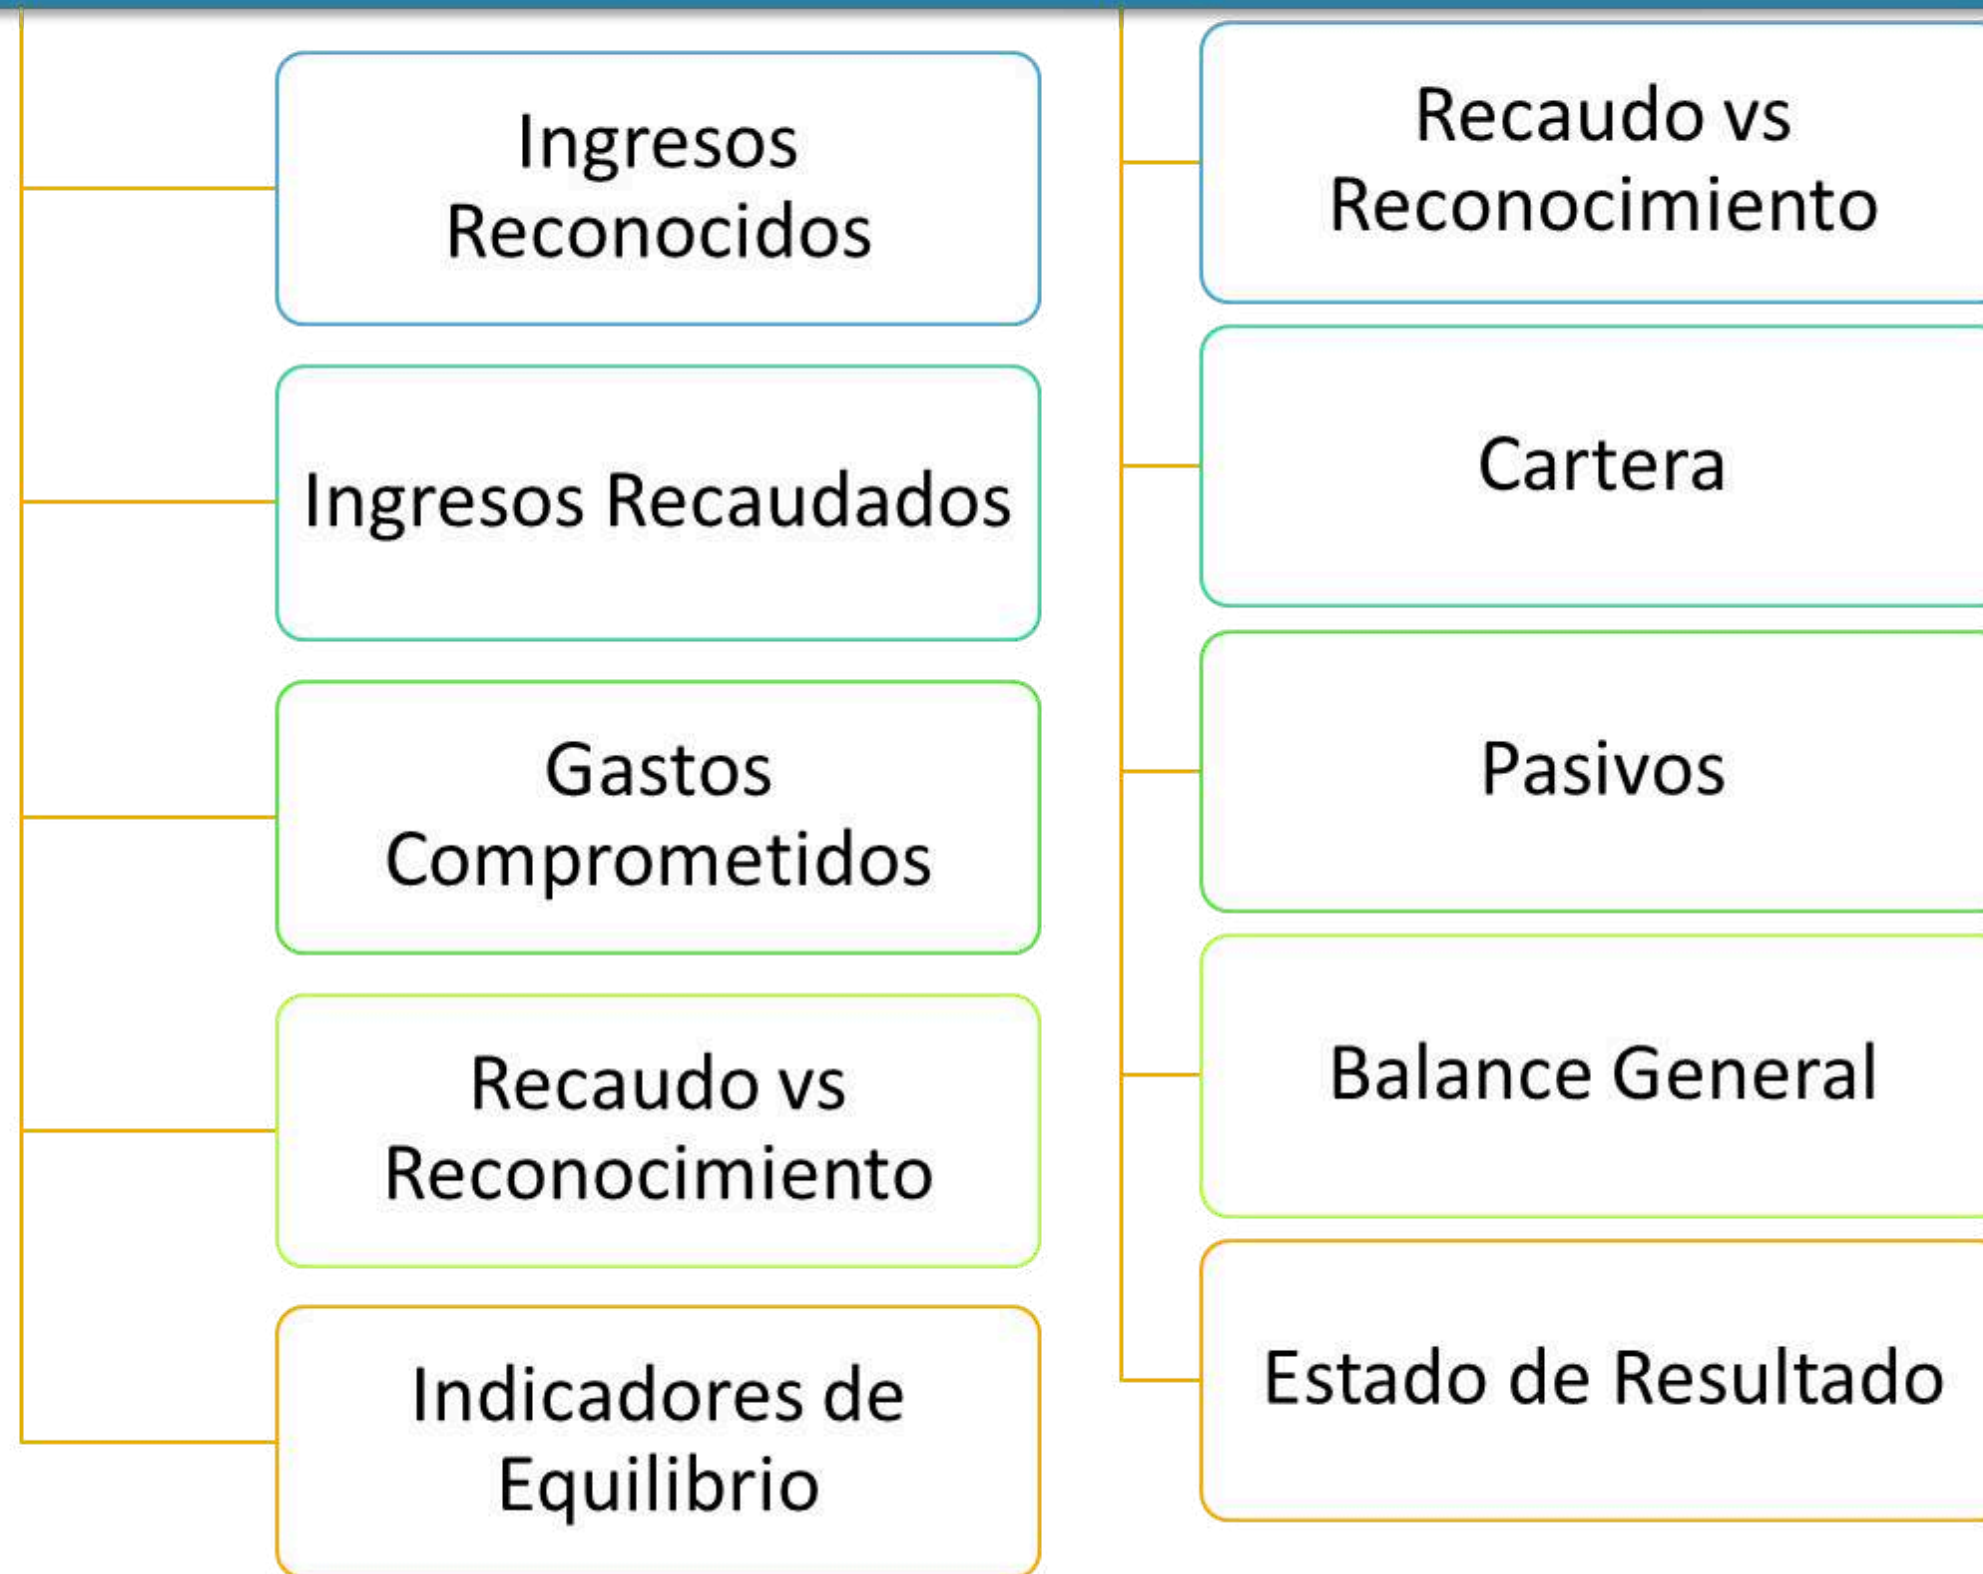 Ingresos
Reconocidos
Ingresos Recaudados
Gastos
Comprometidos
Recaudo vs
Reconocimiento
Indicadores de
Equilibrio
Recaudo vs
Reconocimiento
Cartera
Pasivos
Balance General
Estado de Resultado